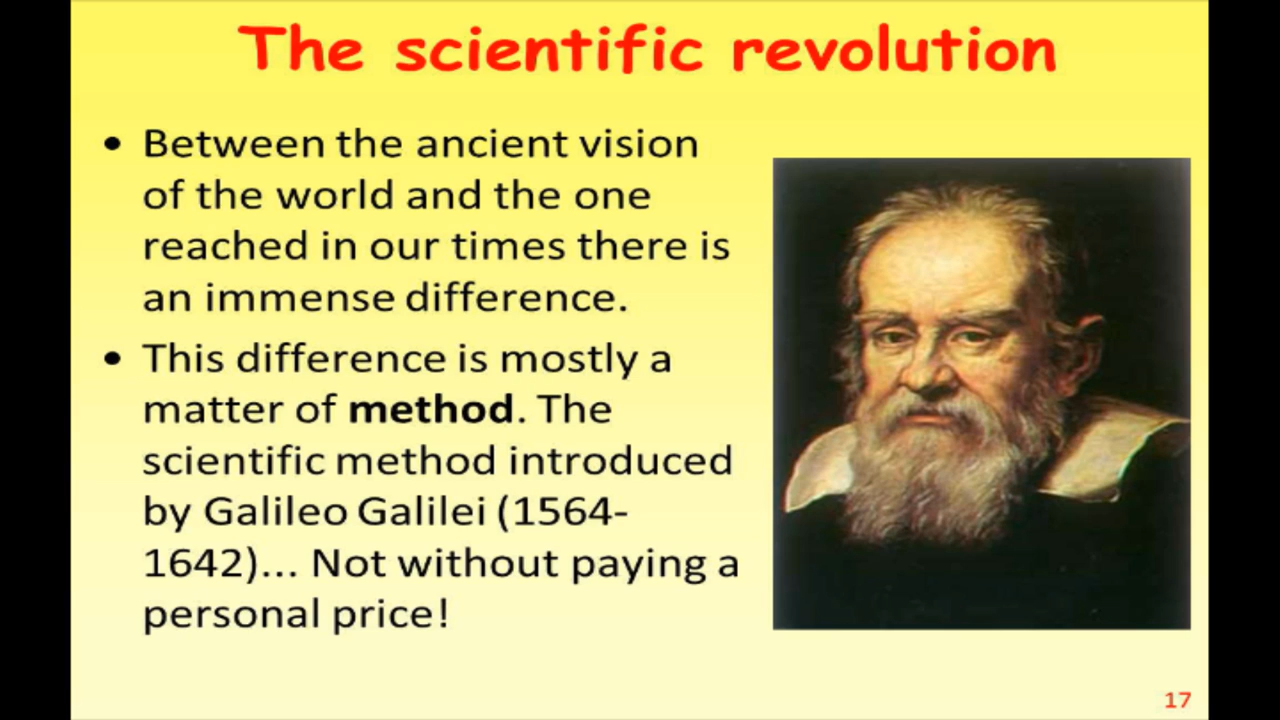 The scientific revolution
• Between the ancient vision
of the world and the one
reached in our times there is
an immense difference.
• This difference is mostly a
matter of method. The
scientific method introduced
by Galileo Galilei (1564-
1642)... Not without paying a
personal price!
17